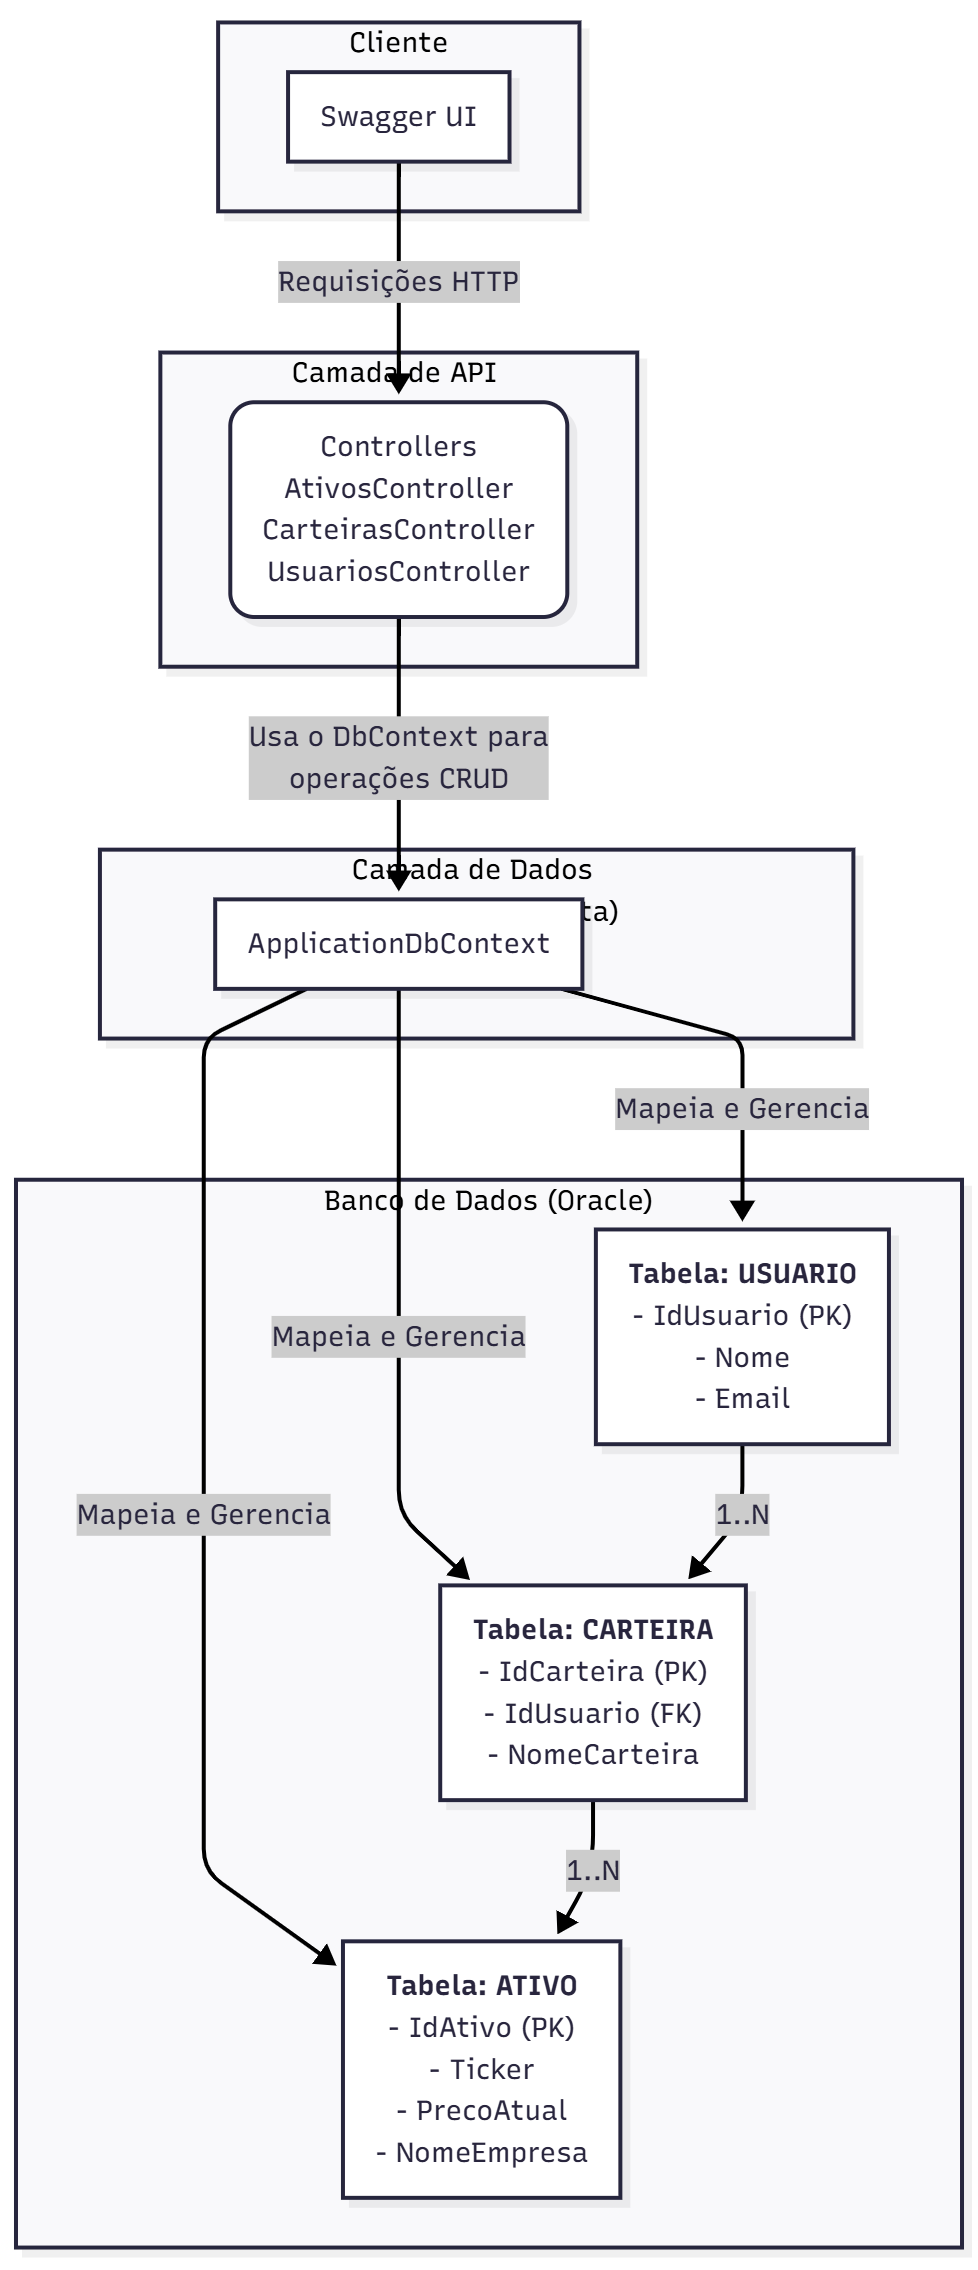 Cliente
Swagger UI
Requisições HTTP
Camada de API
Controllers
AtivosController
CarteirasController
UsuariosController
Usa o DbContext para
operações CRUD
Camada de Dados
ta)
ApplicationDbContext
Mapeia e Gerencia
Banco de Dados (Oracle)
Tabela: USUARIO
- IdUsuario (PK)
- Nome
- Email
Mapeia e Gerencia
Mapeia e Gerencia
1..N
Tabela: CARTEIRA
- IdCarteira (PK)
- IdUsuario (FK)
- NomeCarteira
1..N
Tabela: ATIVO
- IdAtivo (PK)
- Ticker
- PrecoAtual
- NomeEmpresa